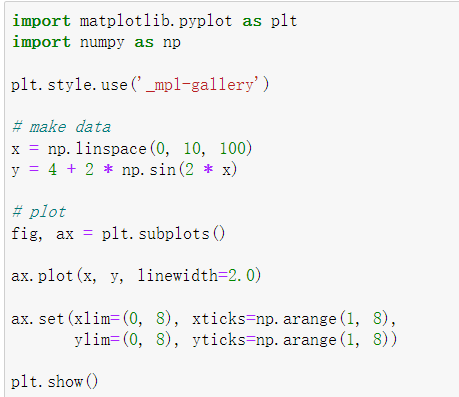 import matplotlib.pyplot as plt
import numpy as np
plt.style.use('_mpl-gallery')
# make data
x = np.linspace(0, 10, 100)
y = 4 + 2 * np.sin(2 * x)
# plot
fig, ax = plt.subplots()
ax.plot(x, y, linewidth=2.0)
ax.set(xlim=(0, 8), xticks=np.arange(1, 8),
       ylim=(0, 8), yticks=np.arange(1, 8))
plt.show()